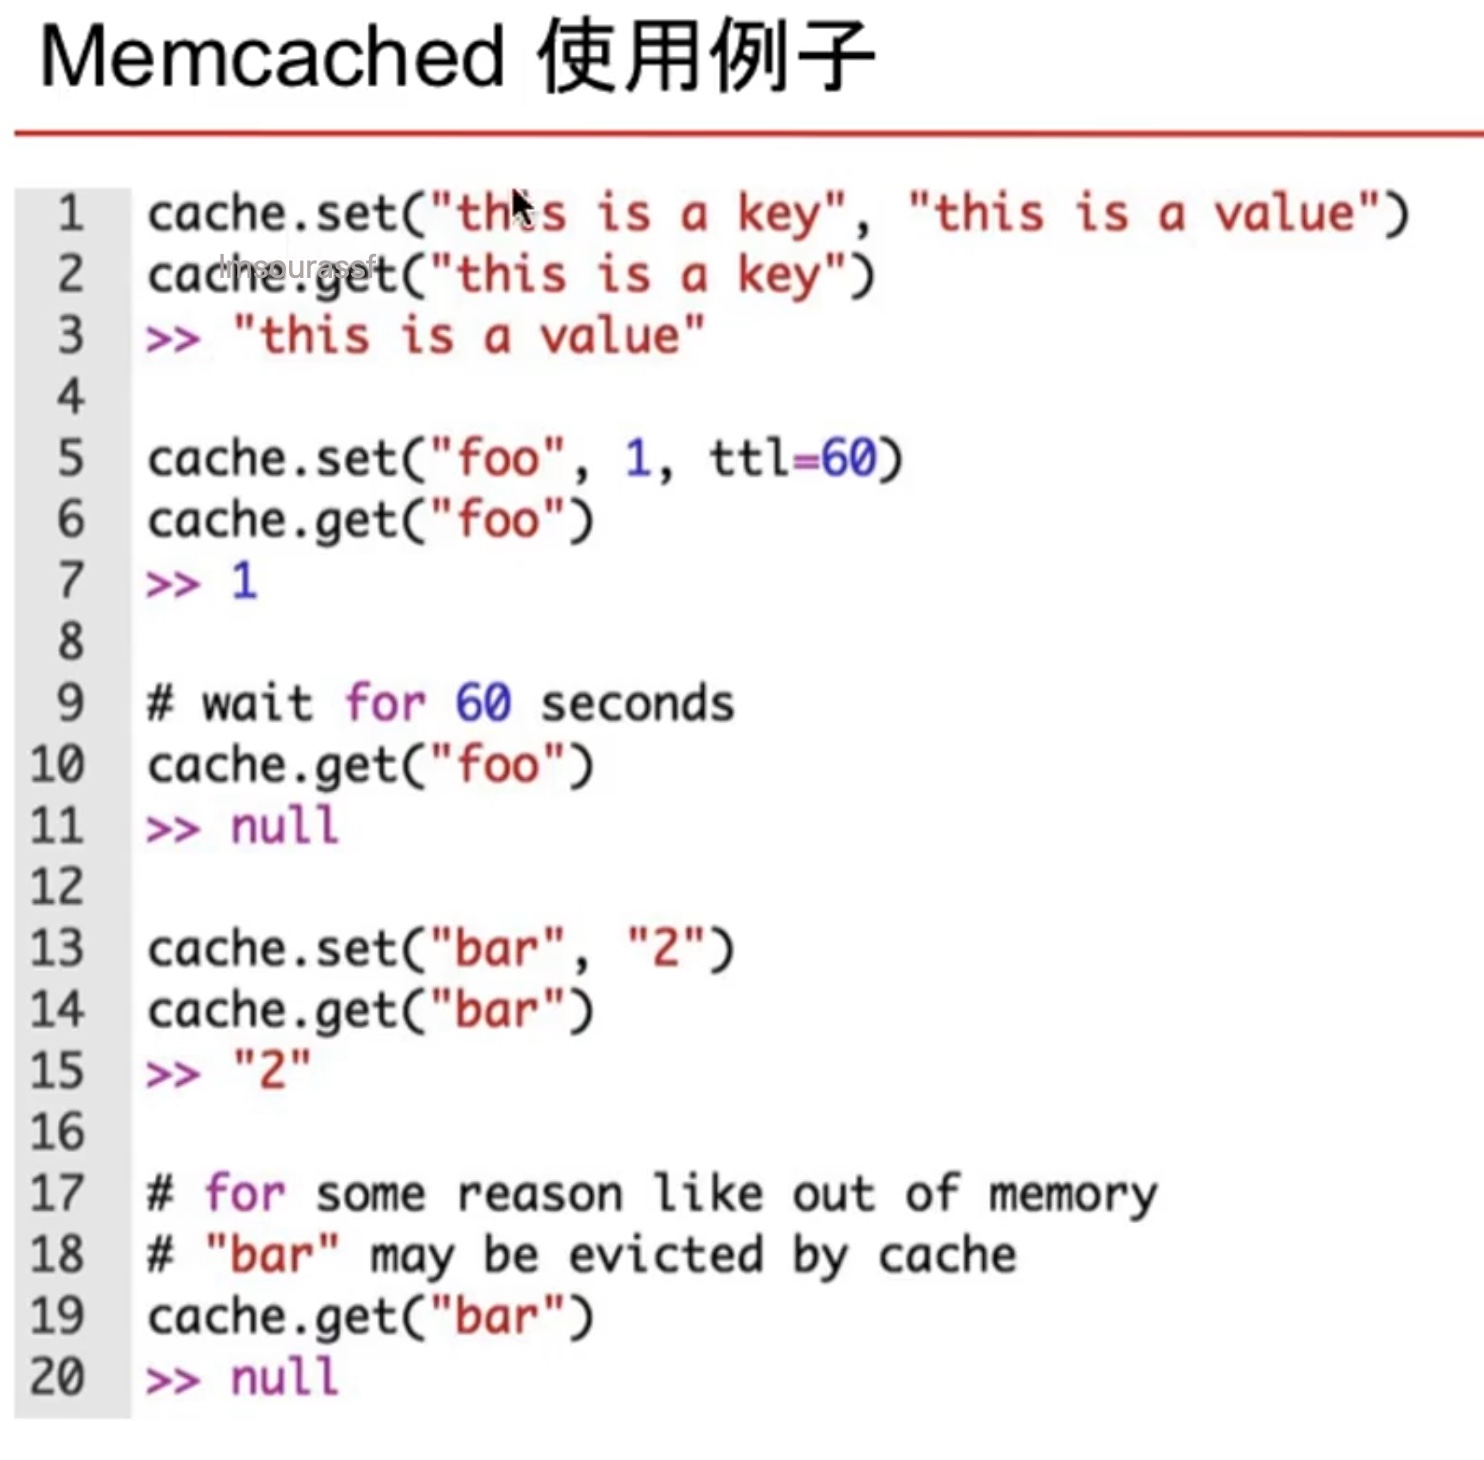 Memcached 使用例子
1 cache.set("this is a key", "this is a value")
2 cache.get("this is a key")
3 >> "this is a value"
4
5 cache.set("foo", 1, ttl=60)
6 cache.get("foo")
7 >> 1
8
9 # wait for 60 seconds
10 cache.get("foo")
11 >> null
12
13 cache.set("bar", "2")
14 cache.get("bar")
15 >> "2"
16
17 # for some reason like out of memory
18 # "bar" may be evicted by cache
19 cache.get("bar")
20 >> null